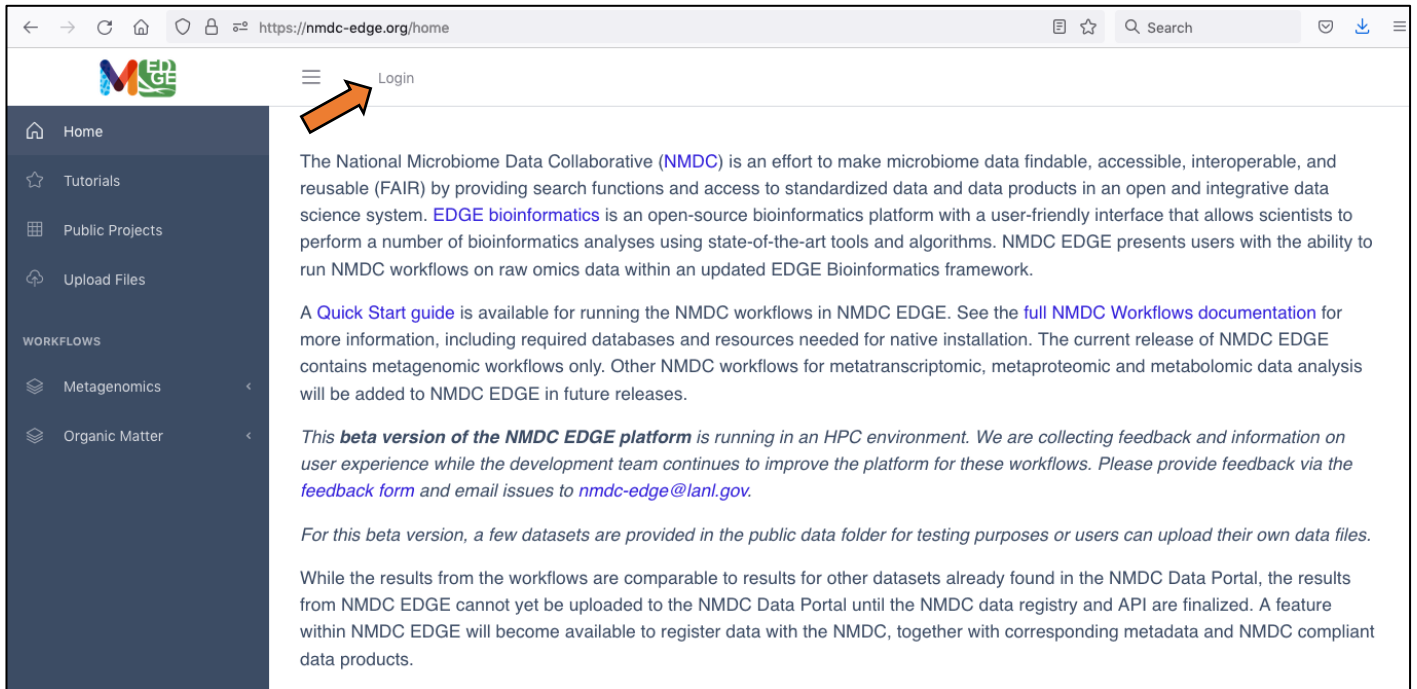 https://nmdc-edge.org/home
Search
M EDGE
Login
Home
Tutorials
Public Projects
Upload Files
WORKFLOWS
Metagenomics
Organic Matter
The National Microbiome Data Collaborative (NMDC) is an effort to make microbiome data findable, accessible, interoperable, and
reusable (FAIR) by providing search functions and access to standardized data and data products in an open and integrative data
science system. EDGE bioinformatics is an open-source bioinformatics platform with a user-friendly interface that allows scientists to
perform a number of bioinformatics analyses using state-of-the-art tools and algorithms. NMDC EDGE presents users with the ability to
run NMDC workflows on raw omics data within an updated EDGE Bioinformatics framework.
A Quick Start guide is available for running the NMDC workflows in NMDC EDGE. See the full NMDC Workflows documentation for
more information, including required databases and resources needed for native installation. The current release of NMDC EDGE
contains metagenomic workflows only. Other NMDC workflows for metatranscriptomic, metaproteomic and metabolomic data analysis
will be added to NMDC EDGE in future releases.
This beta version of the NMDC EDGE platform is running in an HPC environment. We are collecting feedback and information on
user experience while the development team continues to improve the platform for these workflows. Please provide feedback via the
feedback form and email issues to nmdc-edge@lanl.gov.
For this beta version, a few datasets are provided in the public data folder for testing purposes or users can upload their own data files.
While the results from the workflows are comparable to results for other datasets already found in the NMDC Data Portal, the results
from NMDC EDGE cannot yet be uploaded to the NMDC Data Portal until the NMDC data registry and API are finalized. A feature
within NMDC EDGE will become available to register data with the NMDC, together with corresponding metadata and NMDC compliant
data products.